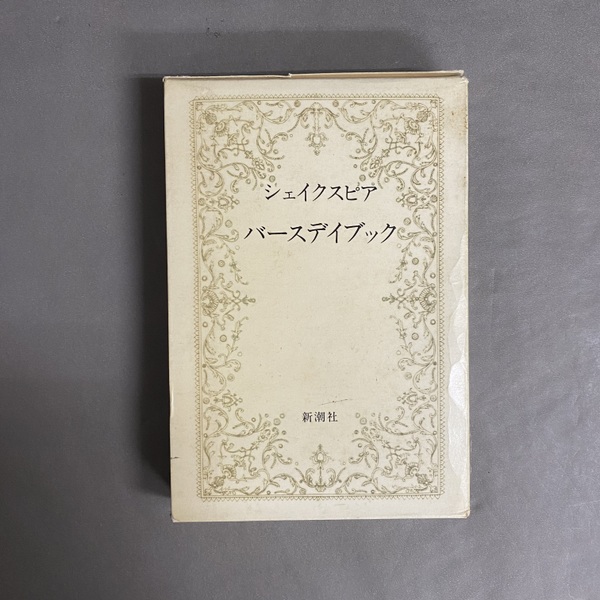 シェイクスピア
バースデイブック
新潮社